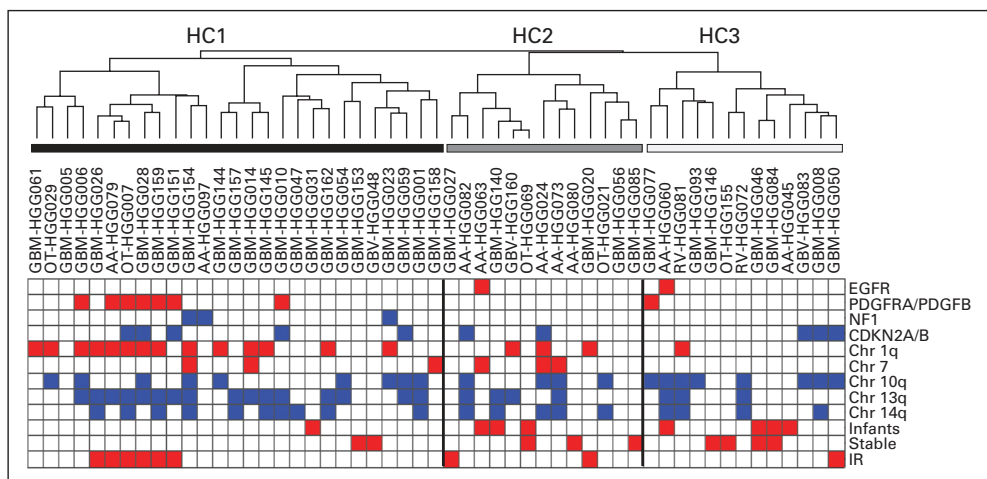 HC1 HC2 HC3
GBM-HGG061
OT-HGG029
GBM-HGG005
GBM-HGG006
GBM-HGG026
AA-HGG079
OT-HGG007
GBM-HGG028
GBM-HGG159
GBM-HGG151
GBM-HGG154
AA-HGG097
GBM-HGG144
GBM-HGG157
GBM-HGG014
GBM-HGG145
GBM-HGG010
GBM-HGG047
GBM-HGG031
GBM-HGG162
GBM-HGG054
GBM-HGG153
GBV-HGG048
GBM-HGG023
GBM-HGG059
GBM-HGG001
GBM-HGG158
GBM-HGG027
AA-HGG082
AA-HGG063
GBM-HGG140
GBV-HGG160
OT-HGG069
AA-HGG024
AA-HGG073
AA-HGG080
GBM-HGG020
OT-HGG021
GBM-HGG056
GBM-HGG085
GBM-HGG077
AA-HGG060
RV-HGG081
GBM-HGG093
GBM-HGG146
OT-HGG155
RV-HGG072
GBM-HGG046
GBM-HGG084
AA-HGG045
GBV-HGG083
GBM-HGG008
GBM-HGG050
EGFR
PDGFRA/PDGFB
NF1
CDKN2A/B
Chr 1q
Chr 7
Chr 10q
Chr 13q
Chr 14q
Infants
Stable
IR